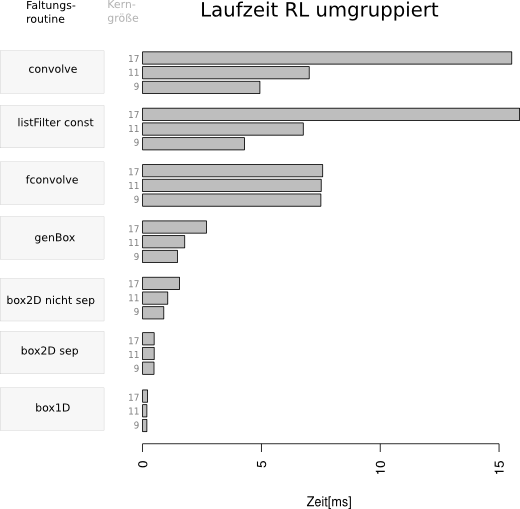 Laufzeit RL umgruppiert
Faltungs-
routine
Kern-
größe
convolve
17
11
9
listFilter const
17
11
9
fconvolve
17
11
9
genBox
17
11
9
box2D nicht sep
17
11
9
box2D sep
17
11
9
box1D
17
11
9
0 5 10 15
Zeit[ms]